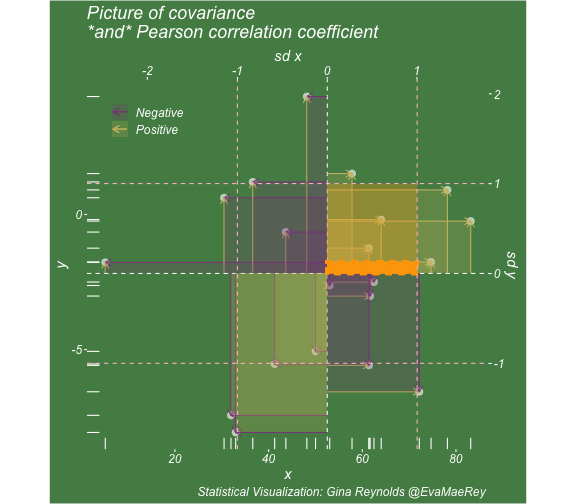 Picture of covariance
*and* Pearson correlation coefficient
sd x
-2 -1 0 1
Negative
Positive
2
1
0
-1
sd y
0
-5
y
20 40 60 80
x
Statistical Visualization: Gina Reynolds @EvaMaeRey